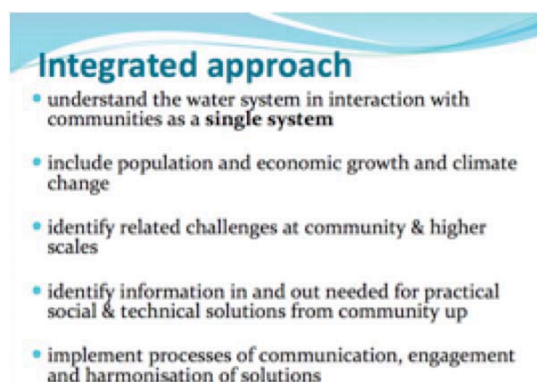 Integrated approach
• understand the water system in interaction with
communities as a single system
• include population and economic growth and climate
change
• identify related challenges at community & higher
scales
• identify information in and out needed for practical
social & technical solutions from community up
• implement processes of communication, engagement
and harmonisation of solutions